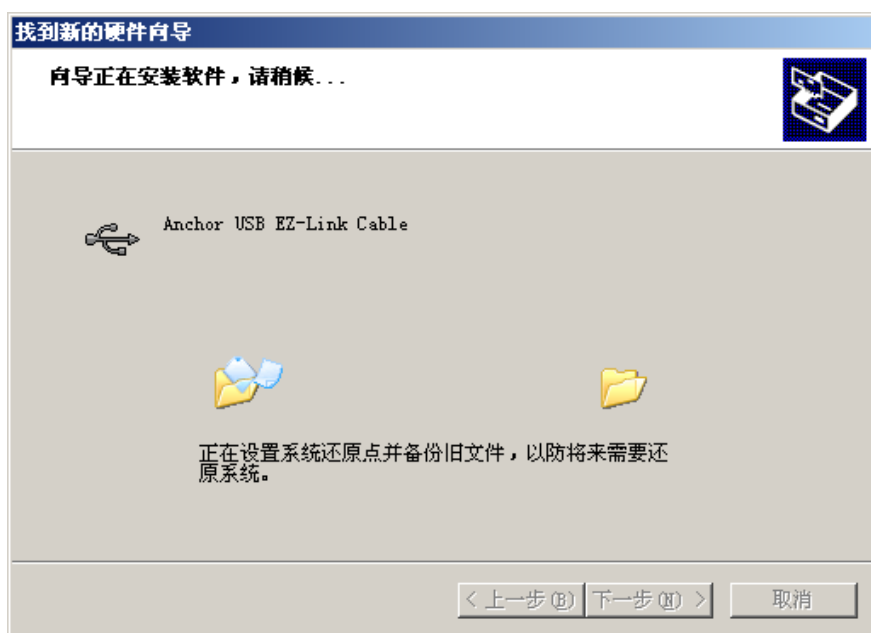 找到新的硬件向导
向导正在安装软件，请稍候...
Anchor USB EZ-Link Cable
正在设置系统还原点并备份旧文件，以防将来需要还
原系统。
< 上一步(B) 下一步(N) > 取消